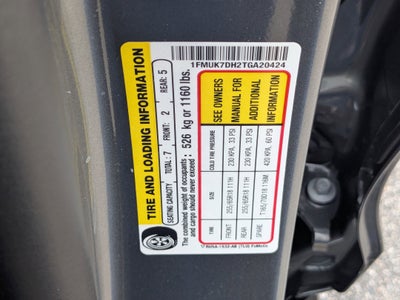 1FMUK7DH2TGA20424
TIRE AND LOADING INFORMATION
SEATING CAPACITY TOTAL: 7 FRONT: 2 REAR: 5
The combined weight of occupants and cargo should never exceed : 526 kg or 1160 lbs.
SIZE
COLD TIRE PRESSURE
SEE OWNERS
MANUAL FOR
ADDITIONAL
INFORMATION
FRONT 255/65R18 111H 230 KPA, 33 PSI
REAR 255/65R18 111H 230 KPA, 33 PSI
SPARE T165/70D18 116M 420 KPA, 60 PSI